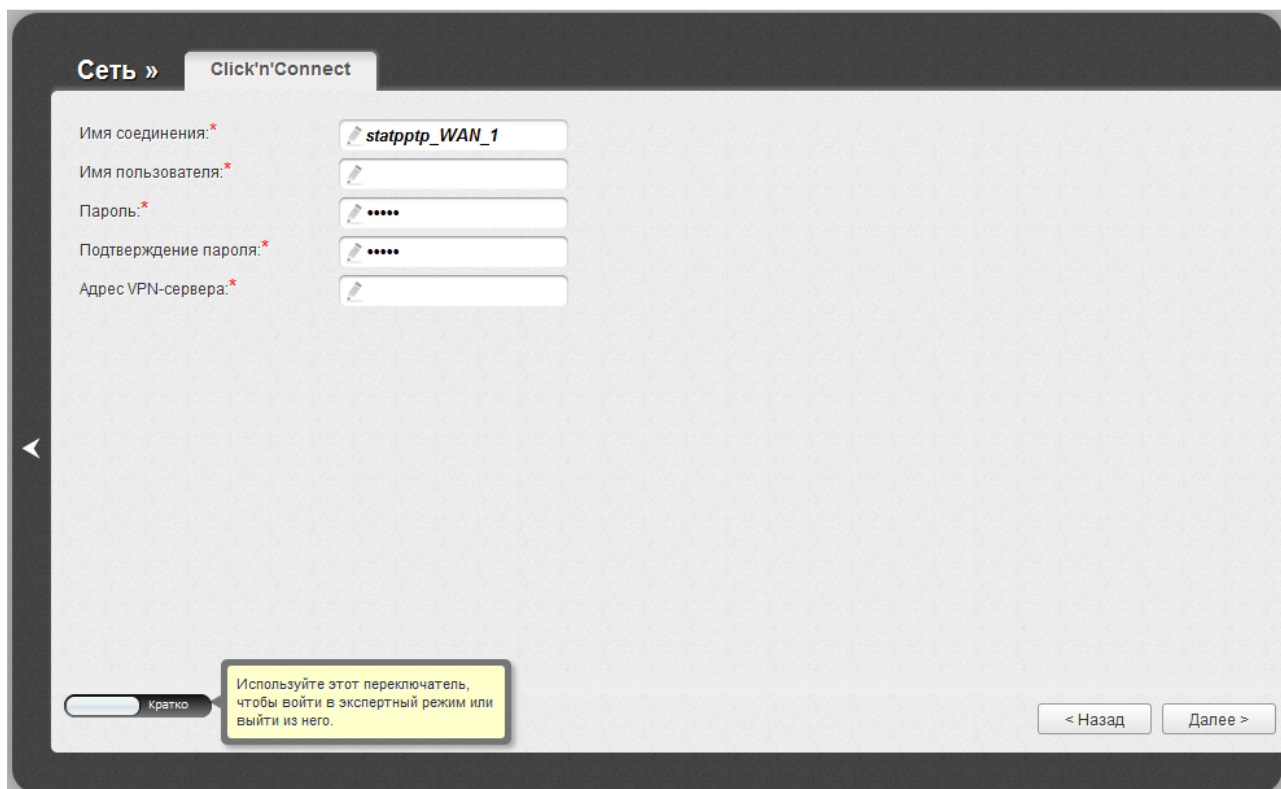 Сеть »
Click'n'Connect
Имя соединения:*
statpptp_WAN_1
Имя пользователя:*
Пароль:*
•••••
Подтверждение пароля:*
•••••
Адрес VPN-сервера:*
Кратко
Используйте этот переключатель,
чтобы войти в экспертный режим или
выйти из него.
< Назад
Далее >